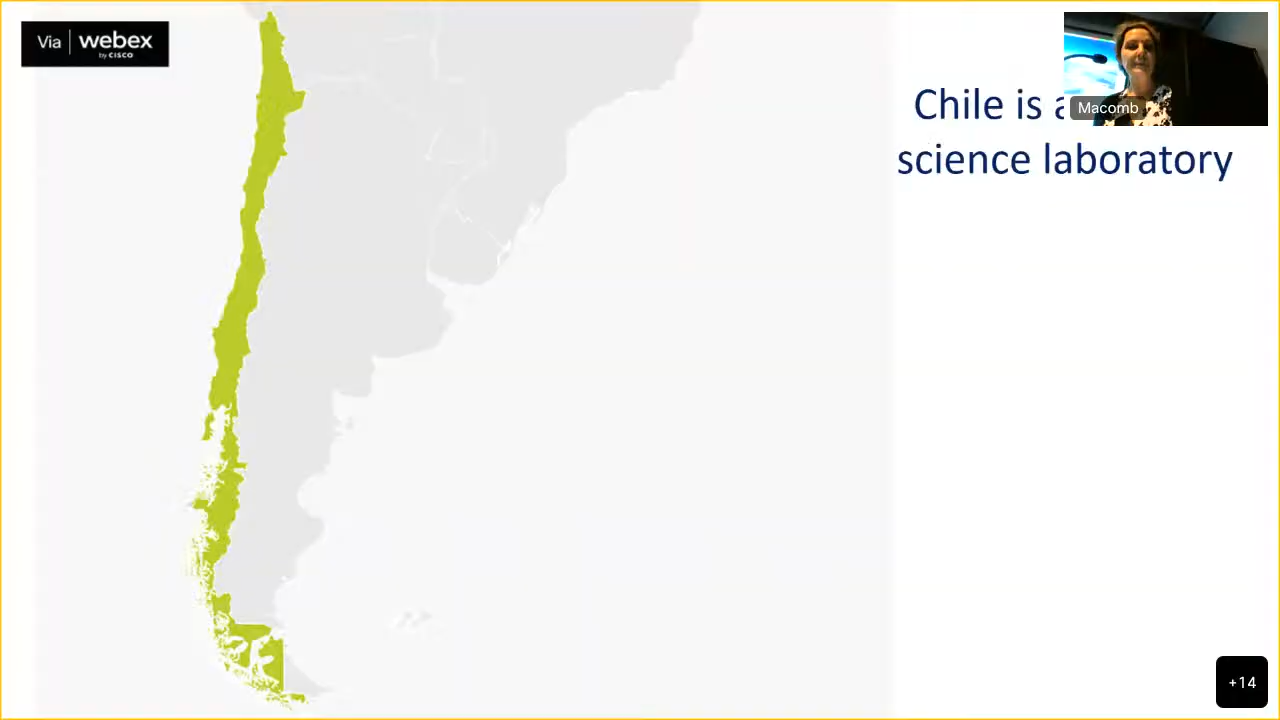 Via webex
by CISCO
Chile is a
science laboratory
Macomb
+14